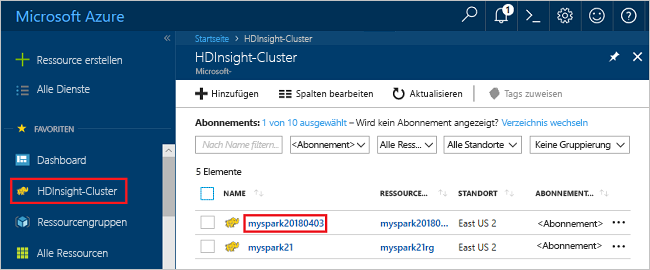 Microsoft Azure
1
Ressource erstellen
Alle Dienste
FAVORITEN
Dashboard
HDInsight-Cluster
Ressourcengruppen
Alle Ressourcen
Startseite > HDInsight-Cluster
HDInsight-Cluster
Microsoft-
Hinzufügen Spalten bearbeiten Aktualisieren Tags zuweisen
Abonnements: 1 von 10 ausgewählt – Wird kein Abonnement angezeigt? Verzeichnis wechseln
Nach Name filtern... <Abonnement> Alle Ress... Alle Standorte Keine Gruppierung
5 Elemente
NAME RESSOURCE... STANDORT ABONNEMENT...
myspark20180403 myspark20180... East US 2 <Abonnement> •••
myspark21 myspark21rg East US 2 <Abonnement> •••